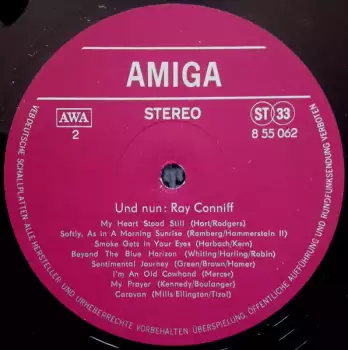 AMIGA
AWA
2
STEREO
ST 33
8 55 062
Und nun: Ray Conniff
My Heart Stood Still (Hart/Rodgers)
Softly, As in A Morning Sunrise (Romberg/Hammerstein II)
Smoke Gets in Your Eyes (Harbach/Kern)
Beyond The Blue Horizon (Whiting/Harling/Robin)
Sentimental Journey (Green/Brown/Homer)
I'm An Old Cowhand (Mercer)
My Prayer (Kennedy/Boulanger)
Caravan (Mills/Ellington/Tizol)
VEB DEUTSCHE SCHALLPLATTEN ALLE HERSTELLER UND URHEBERRECHTE VORBEHALTEN ÜBERSPIELUNG, ÖFFENTLICHE AUFFÜHRUNG UND RUNDFUNKSENDUNG VERBOTEN